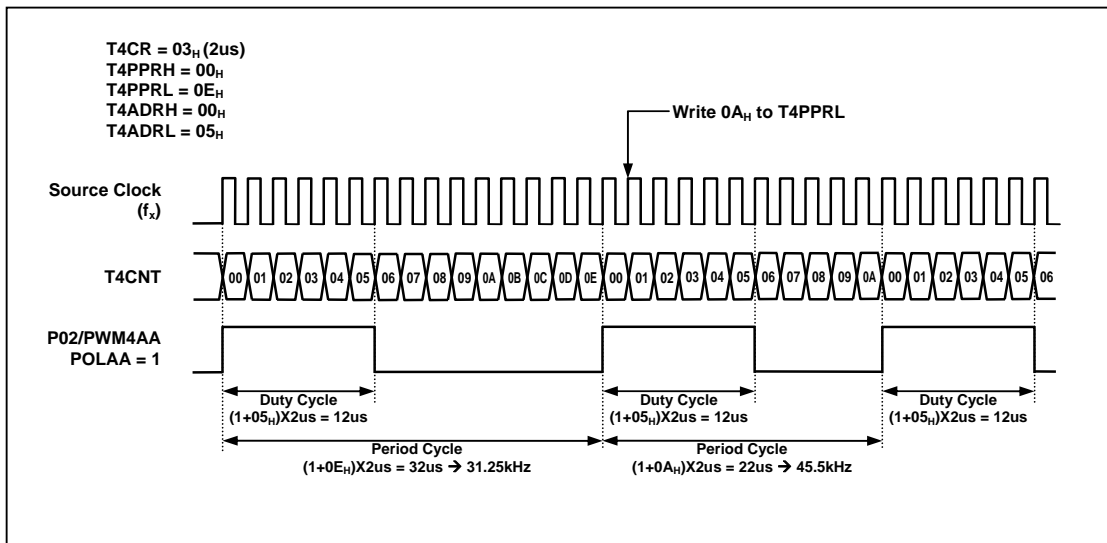 T4CR = 03H (2us)
T4PPRH = 00H
T4PPRL = 0EH
T4ADRH = 00H
T4ADRL = 05H
Write 0AH to T4PPRL
Source Clock
(fx)
T4CNT
00 01 02 03 04 05 06 07 08 09 0A 0B 0C 0D 0E 00 01 02 03 04 05 06 07 08 09 0A 00 01 02 03 04 05 06
P02/PWM4AA
POLAA = 1
Duty Cycle
(1+05H)X2us = 12us
Duty Cycle
(1+05H)X2us = 12us
Duty Cycle
(1+05H)X2us = 12us
Period Cycle
(1+0EH)X2us = 32us → 31.25kHz
Period Cycle
(1+0AH)X2us = 22us → 45.5kHz